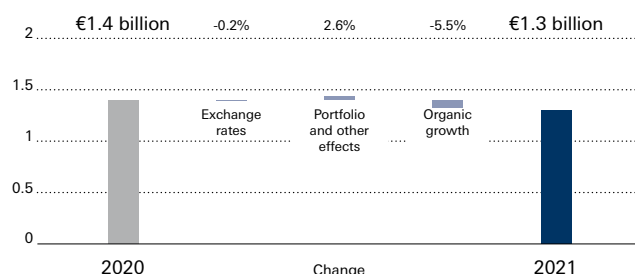 €1.4 billion -0.2% 2.6% -5.5% €1.3 billion
2
1.5
Exchange rates
Portfolio and other effects
Organic growth
1
0.5
0
2020 Change 2021